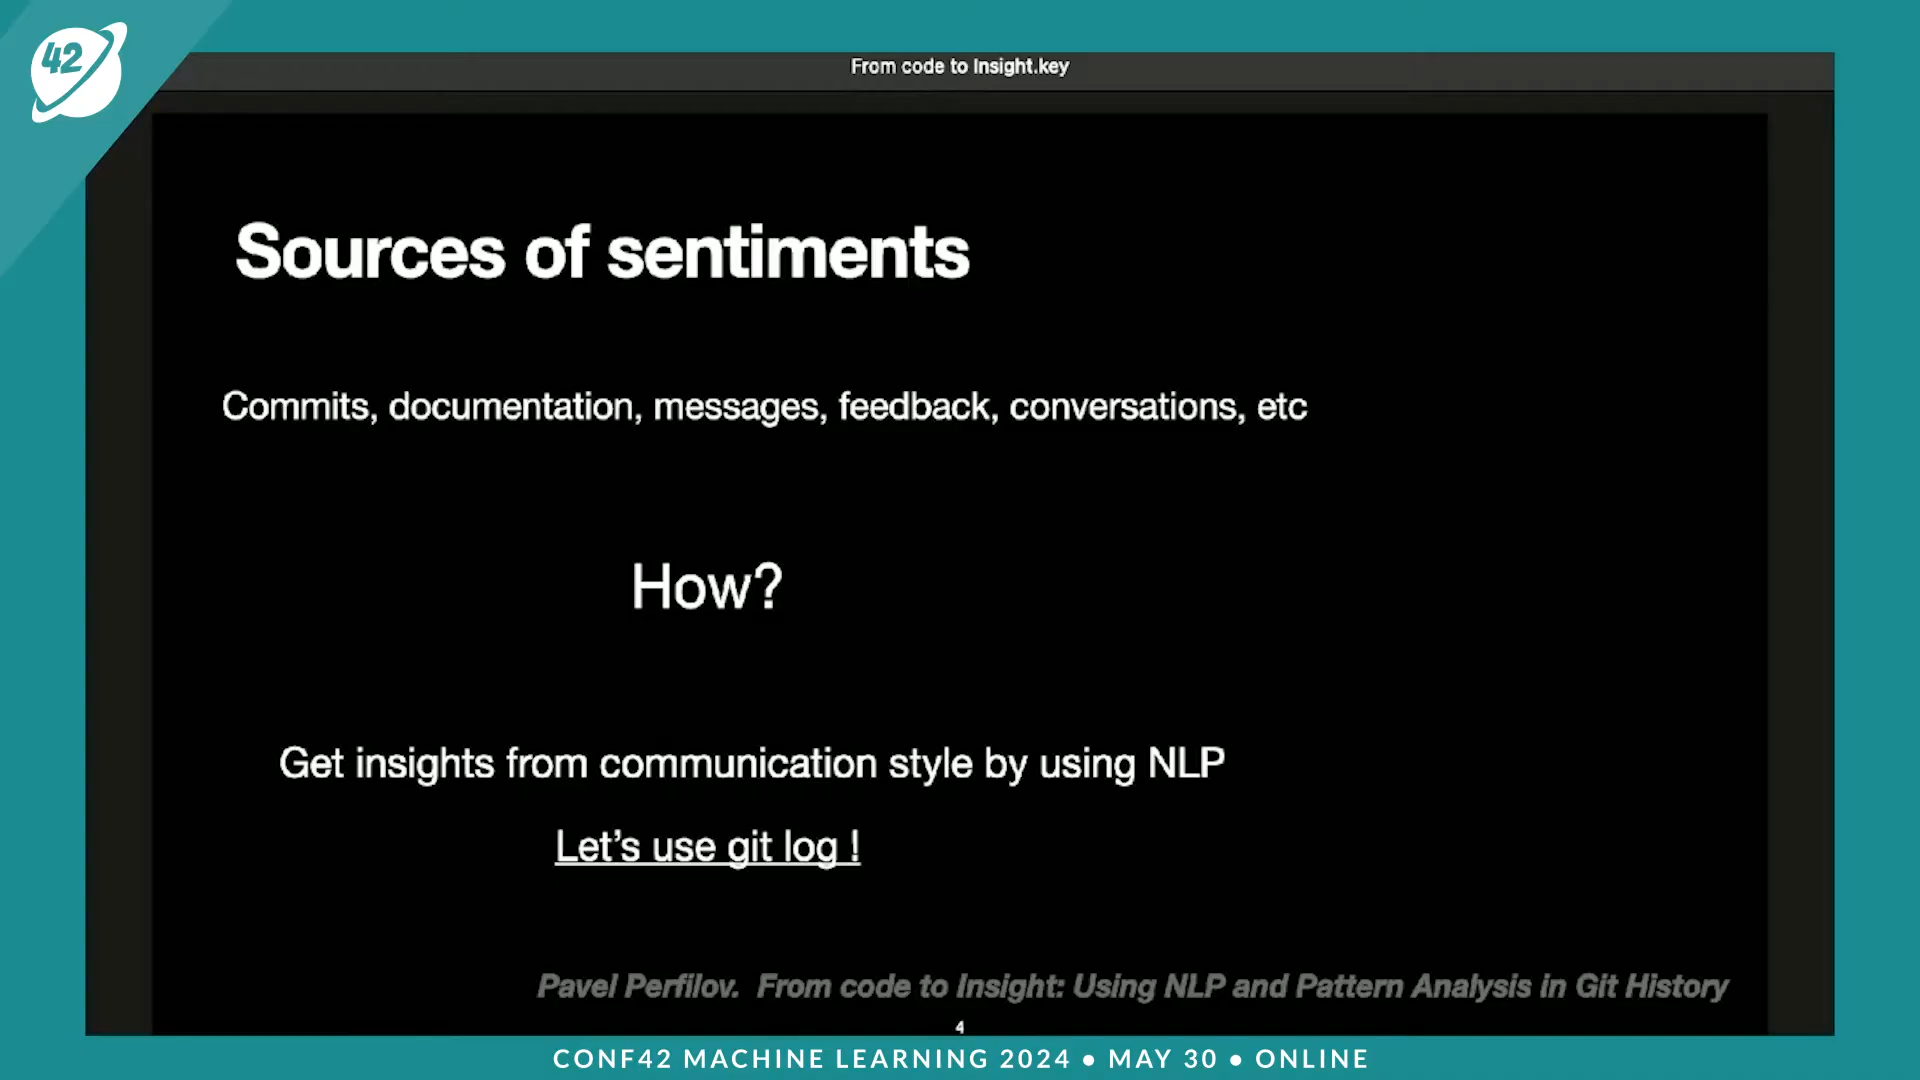 42
From code to Insight.key
Sources of sentiments
Commits, documentation, messages, feedback, conversations, etc
How?
Get insights from communication style by using NLP
Let's use git log !
Pavel Perfilov.  From code to Insight: Using NLP and Pattern Analysis in Git History
4
CONF42 MACHINE LEARNING 2024 • MAY 30 • ONLINE